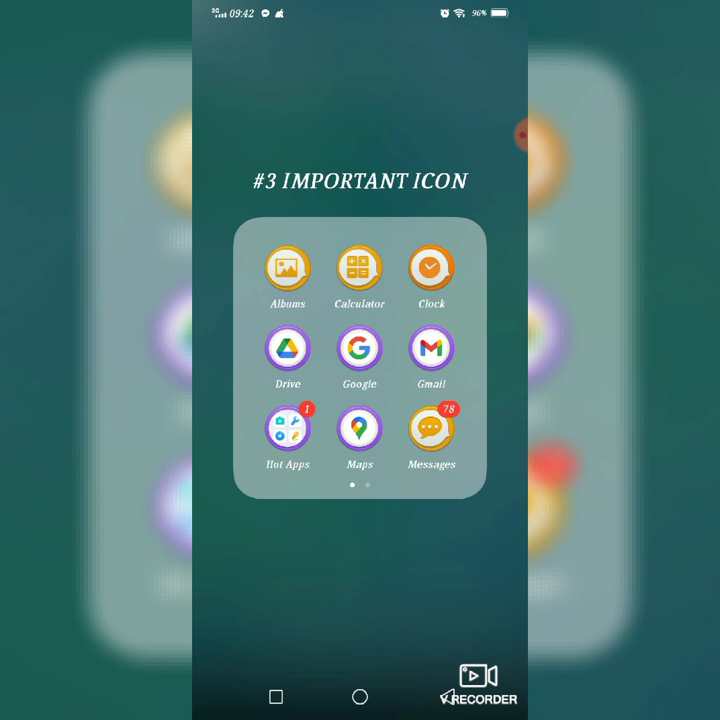 3G 09:42 96%
#3 IMPORTANT ICON
Albums Calculator Clock
Drive Google Gmail
1 78
Hot Apps Maps Messages
V RECORDER